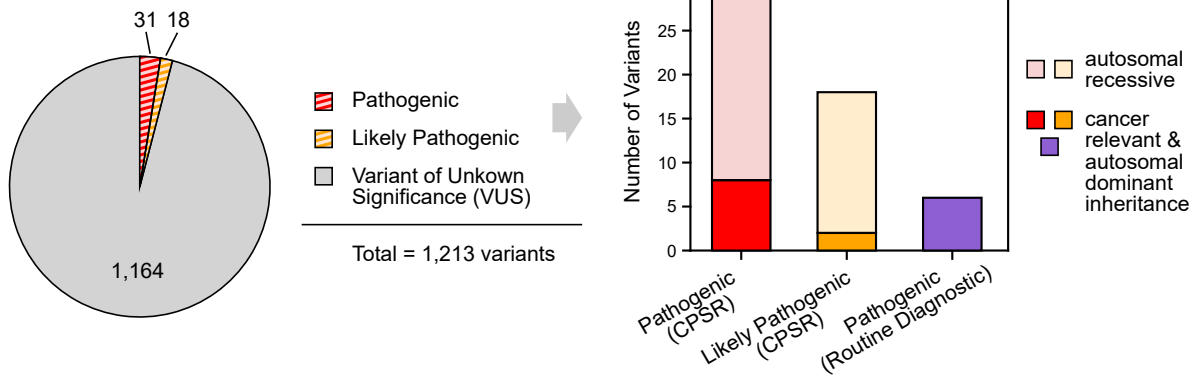 31 18
1,164
Pathogenic
Likely Pathogenic
Variant of Unkown
Significance (VUS)
Total = 1,213 variants
Number of Variants
25
20
15
10
5
0
Pathogenic
(CPSR)
Likely Pathogenic
(CPSR)
Pathogenic
(Routine Diagnostic)
autosomal
recessive
cancer
relevant &
autosomal
dominant
inheritance